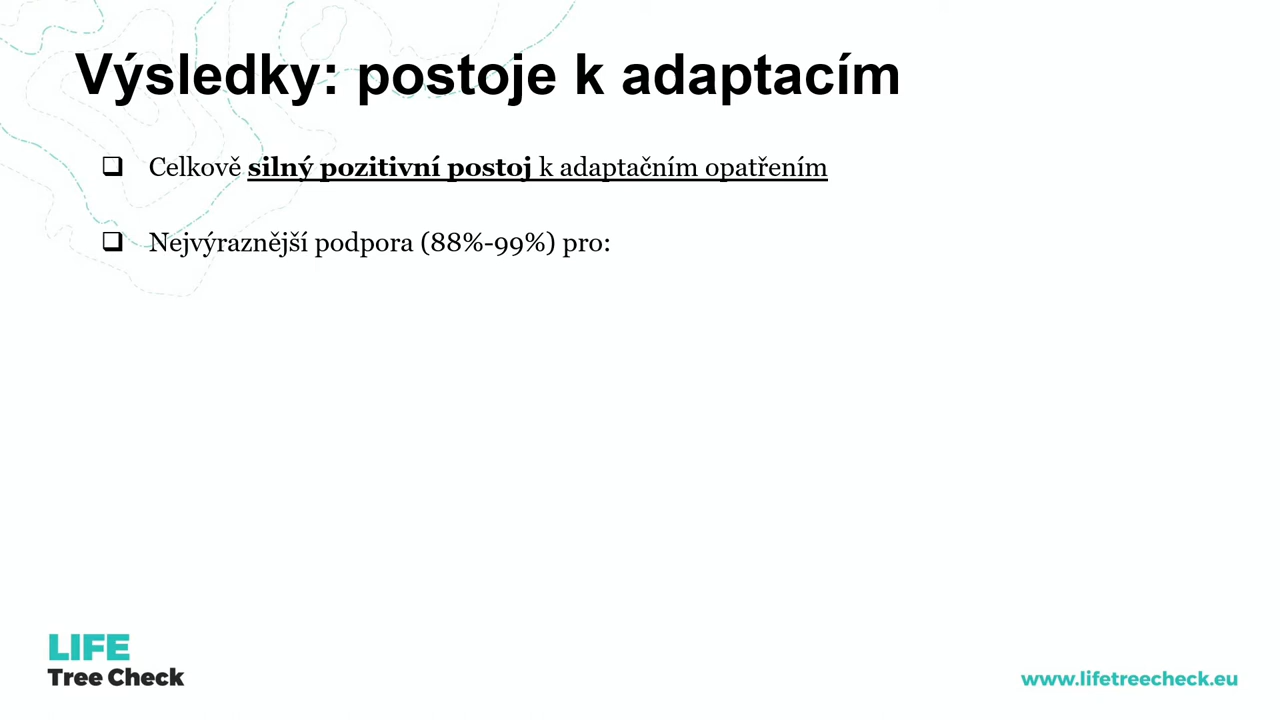 Výsledky: postoje k adaptacím
❑ Celkově silný pozitivní postoj k adaptačním opatřením
❑ Nejvýraznější podpora (88%-99%) pro:
LIFE
Tree Check
www.lifetreecheck.eu